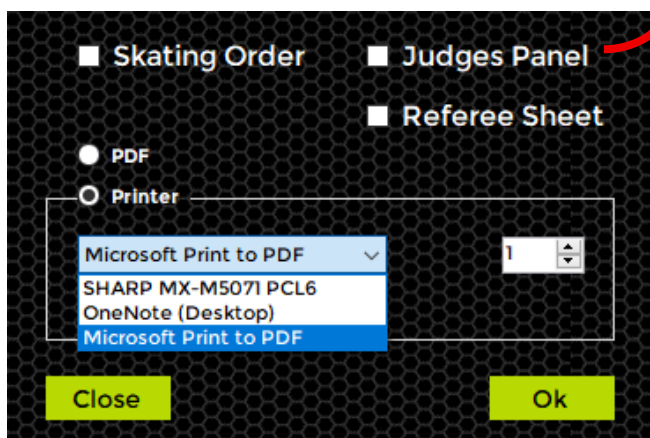 Skating Order
Judges Panel
Referee Sheet
PDF
Printer
Microsoft Print to PDF
1
SHARP MX-M5071 PCL6
OneNote (Desktop)
Microsoft Print to PDF
Close
Ok